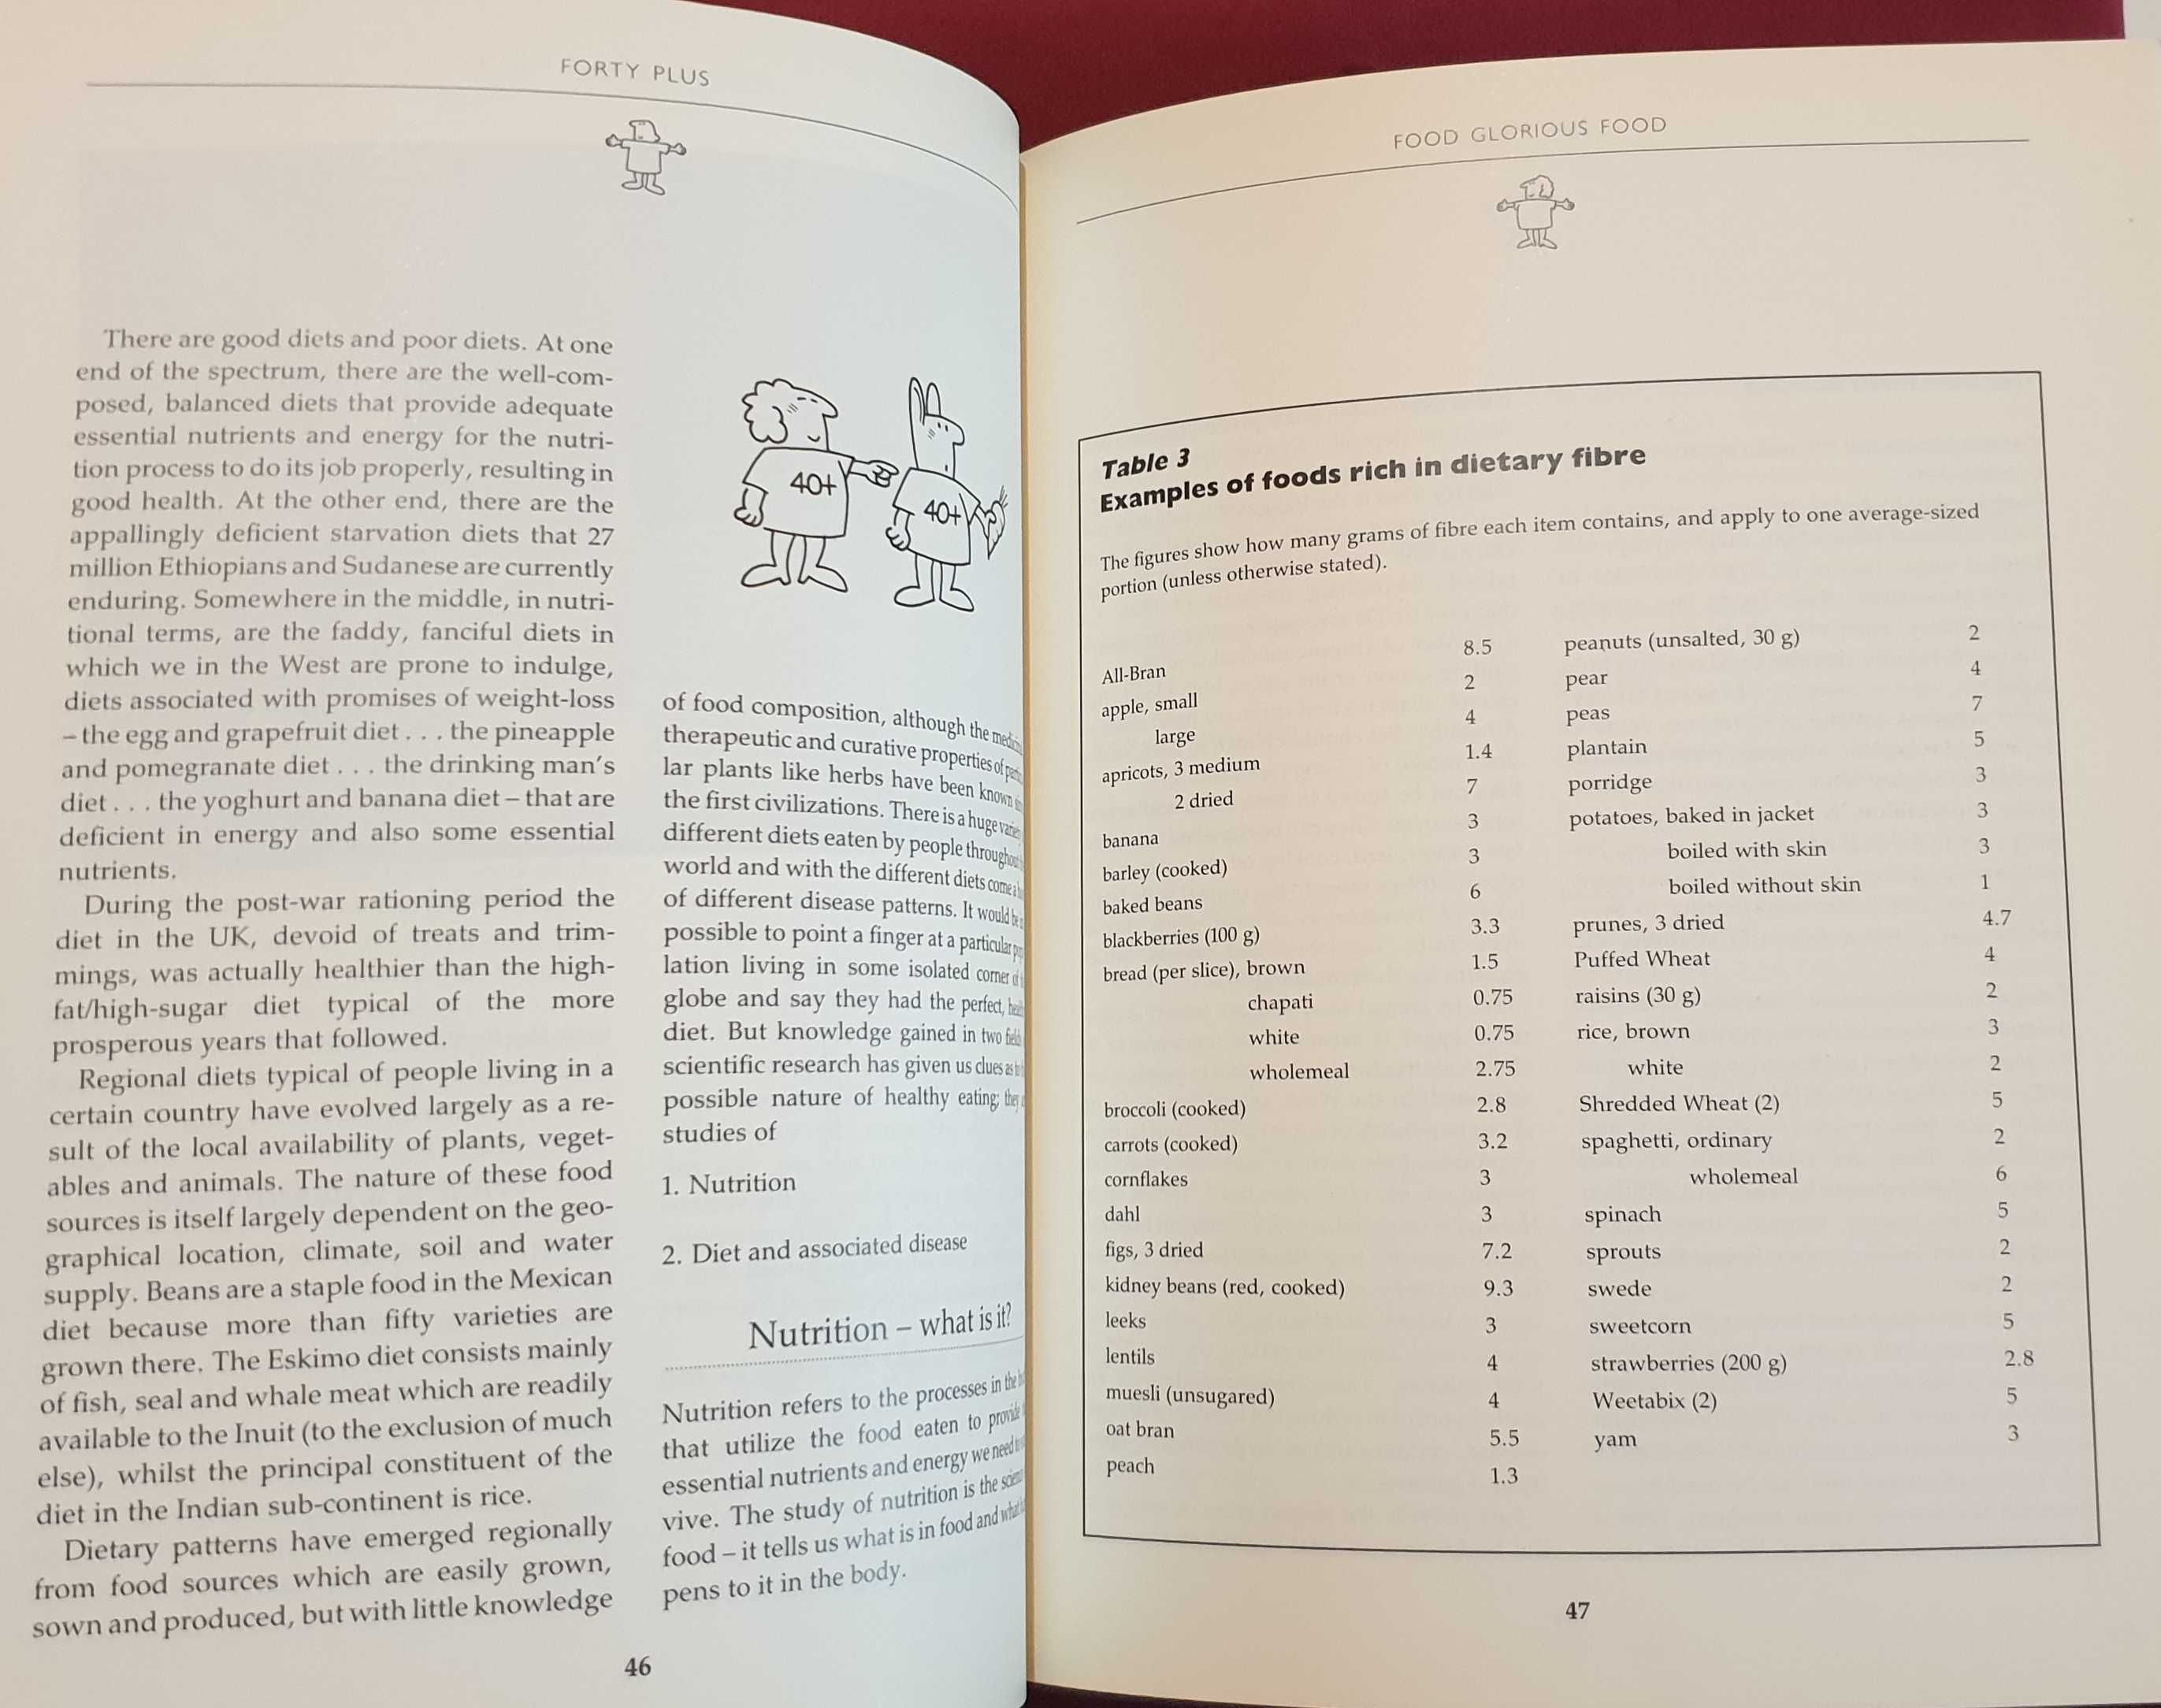 FORTY PLUS
There are good diets and poor diets. At one
end of the spectrum, there are the well-com-
posed, balanced diets that provide adequate
essential nutrients and energy for the nutri-
tion process to do its job properly, resulting in
good health. At the other end, there are the
appallingly deficient starvation diets that 27
million Ethiopians and Sudanese are currently
enduring. Somewhere in the middle, in nutri-
tional terms, are the faddy, fanciful diets in
which we in the West are prone to indulge,
diets associated with promises of weight-loss
– the egg and grapefruit diet . . . the pineapple
and pomegranate diet . . . the drinking man's
diet . . . the yoghurt and banana diet – that are
deficient in energy and also some essential
nutrients.
During the post-war rationing period the
diet in the UK, devoid of treats and trim-
mings, was actually healthier than the high-
fat/high-sugar diet typical of the more
prosperous years that followed.
Regional diets typical of people living in a
certain country have evolved largely as a re-
sult of the local availability of plants, veget-
ables and animals. The nature of these food
sources is itself largely dependent on the geo-
graphical location, climate, soil and water
supply. Beans are a staple food in the Mexican
diet because more than fifty varieties are
grown there. The Eskimo diet consists mainly
of fish, seal and whale meat which are readily
available to the Inuit (to the exclusion of much
else), whilst the principal constituent of the
diet in the Indian sub-continent is rice.
Dietary patterns have emerged regionally
from food sources which are easily grown,
sown and produced, but with little knowledge
40+
40+
of food composition, although the
therapeutic and curative properties of
lar plants like herbs have been known
the first civilizations. There is a huge
different diets eaten by people throughout
world and with the different diets come a
of different disease patterns. It would be
possible to point a finger at a particular
lation living in some isolated corner of
globe and say they had the perfect,
diet. But knowledge gained in two
scientific research has given us clues as
possible nature of healthy eating; they
studies of
1. Nutrition
2. Diet and associated disease
Nutrition – what is it?
Nutrition refers to the processes in the
that utilize the food eaten to provide
essential nutrients and energy we need
vive. The study of nutrition is the
food – it tells us what is in food and
pens to it in the body.
46
FOOD GLORIOUS FOOD
Table 3
Examples of foods rich in dietary fibre
The figures show how many grams of fibre each item contains, and apply to one average-sized
portion (unless otherwise stated).
All-Bran 8.5
apple, small 2
large 4
apricots, 3 medium 1.4
2 dried 7
banana 3
barley (cooked) 3
baked beans 6
blackberries (100 g) 3.3
bread (per slice), brown 1.5
chapati 0.75
white 0.75
wholemeal 2.75
broccoli (cooked) 2.8
carrots (cooked) 3.2
cornflakes 3
dahl 3
figs, 3 dried 7.2
kidney beans (red, cooked) 9.3
leeks 3
lentils 4
muesli (unsugared) 4
oat bran 5.5
peach 1.3
peanuts (unsalted, 30 g) 2
pear 4
peas 7
plantain 5
porridge 3
potatoes, baked in jacket 3
boiled with skin 3
boiled without skin 1
prunes, 3 dried 4.7
Puffed Wheat 4
raisins (30 g) 2
rice, brown 3
white 2
Shredded Wheat (2) 5
spaghetti, ordinary 2
wholemeal 6
spinach 5
sprouts 2
swede 2
sweetcorn 5
strawberries (200 g) 2.8
Weetabix (2) 5
yam 3
47